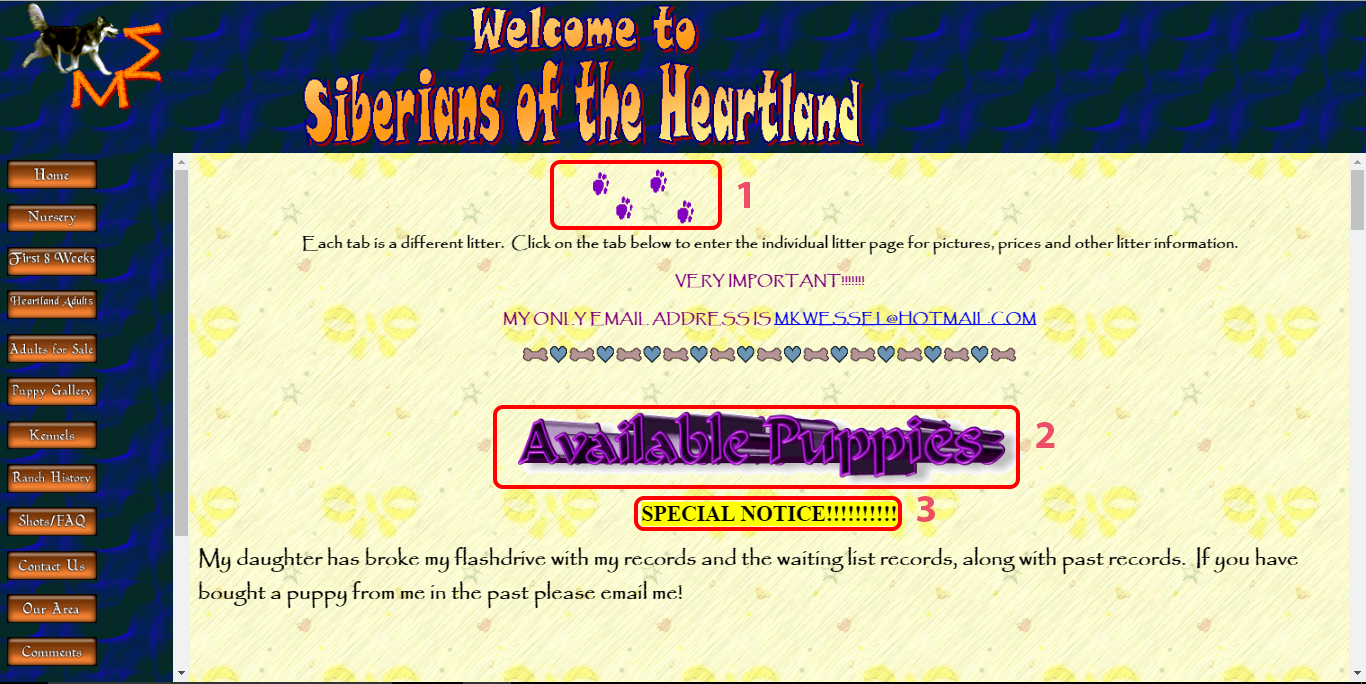 Welcome to
Siberians of the Heartland
M
M
Home
Nursery
First 8 Weeks
Heartland Adults
Adults for Sale
Puppy Gallery
Kennels
Ranch History
Shots/FAQ
Contact Us
Our Area
Comments
1
Each tab is a different litter.  Click on the tab below to enter the individual litter page for pictures, prices and other litter information.
VERY IMPORTANT!!!!!!!
MY ONLY EMAIL ADDRESS IS MKWESSEL@HOTMAIL.COM
Available Puppies
2
SPECIAL NOTICE!!!!!!!!!!
3
My daughter has broke my flashdrive with my records and the waiting list records, along with past records.  If you have
bought a puppy from me in the past please email me!